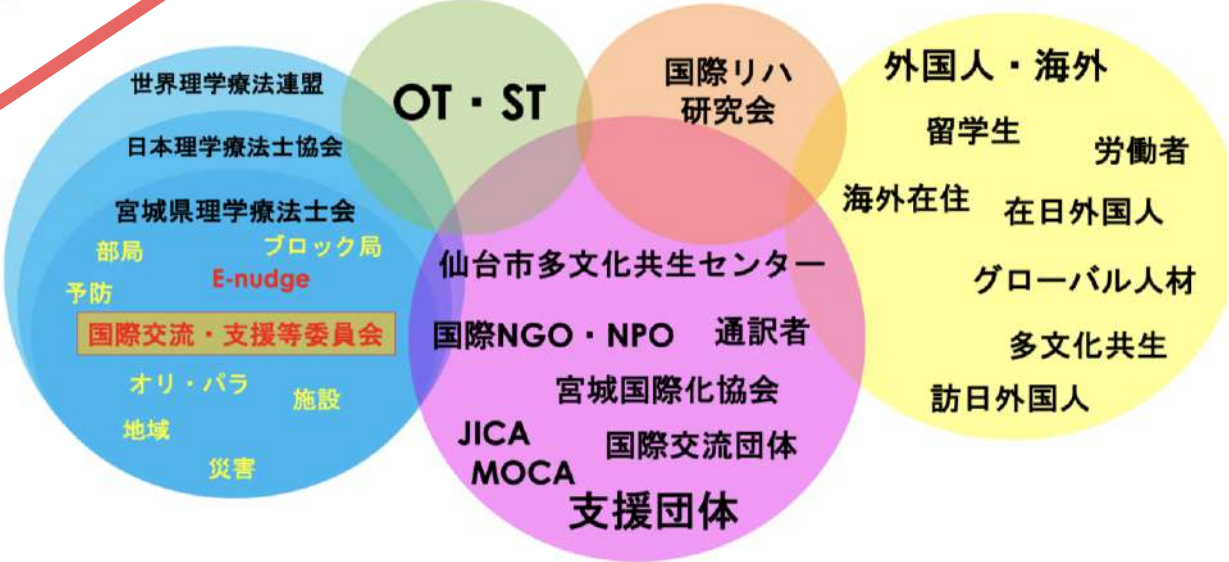 世界理学療法連盟
日本理学療法士協会
宮城県理学療法士会
部局
ブロック局
予防
E-nudge
国際交流・支援等委員会
オリ・パラ
施設
地域
災害
OT・ST
国際リハ
研究会
仙台市多文化共生センター
国際NGO・NPO
通訳者
宮城国際化協会
JICA
国際交流団体
MOCA
支援団体
外国人・海外
留学生
労働者
海外在住
在日外国人
グローバル人材
多文化共生
訪日外国人